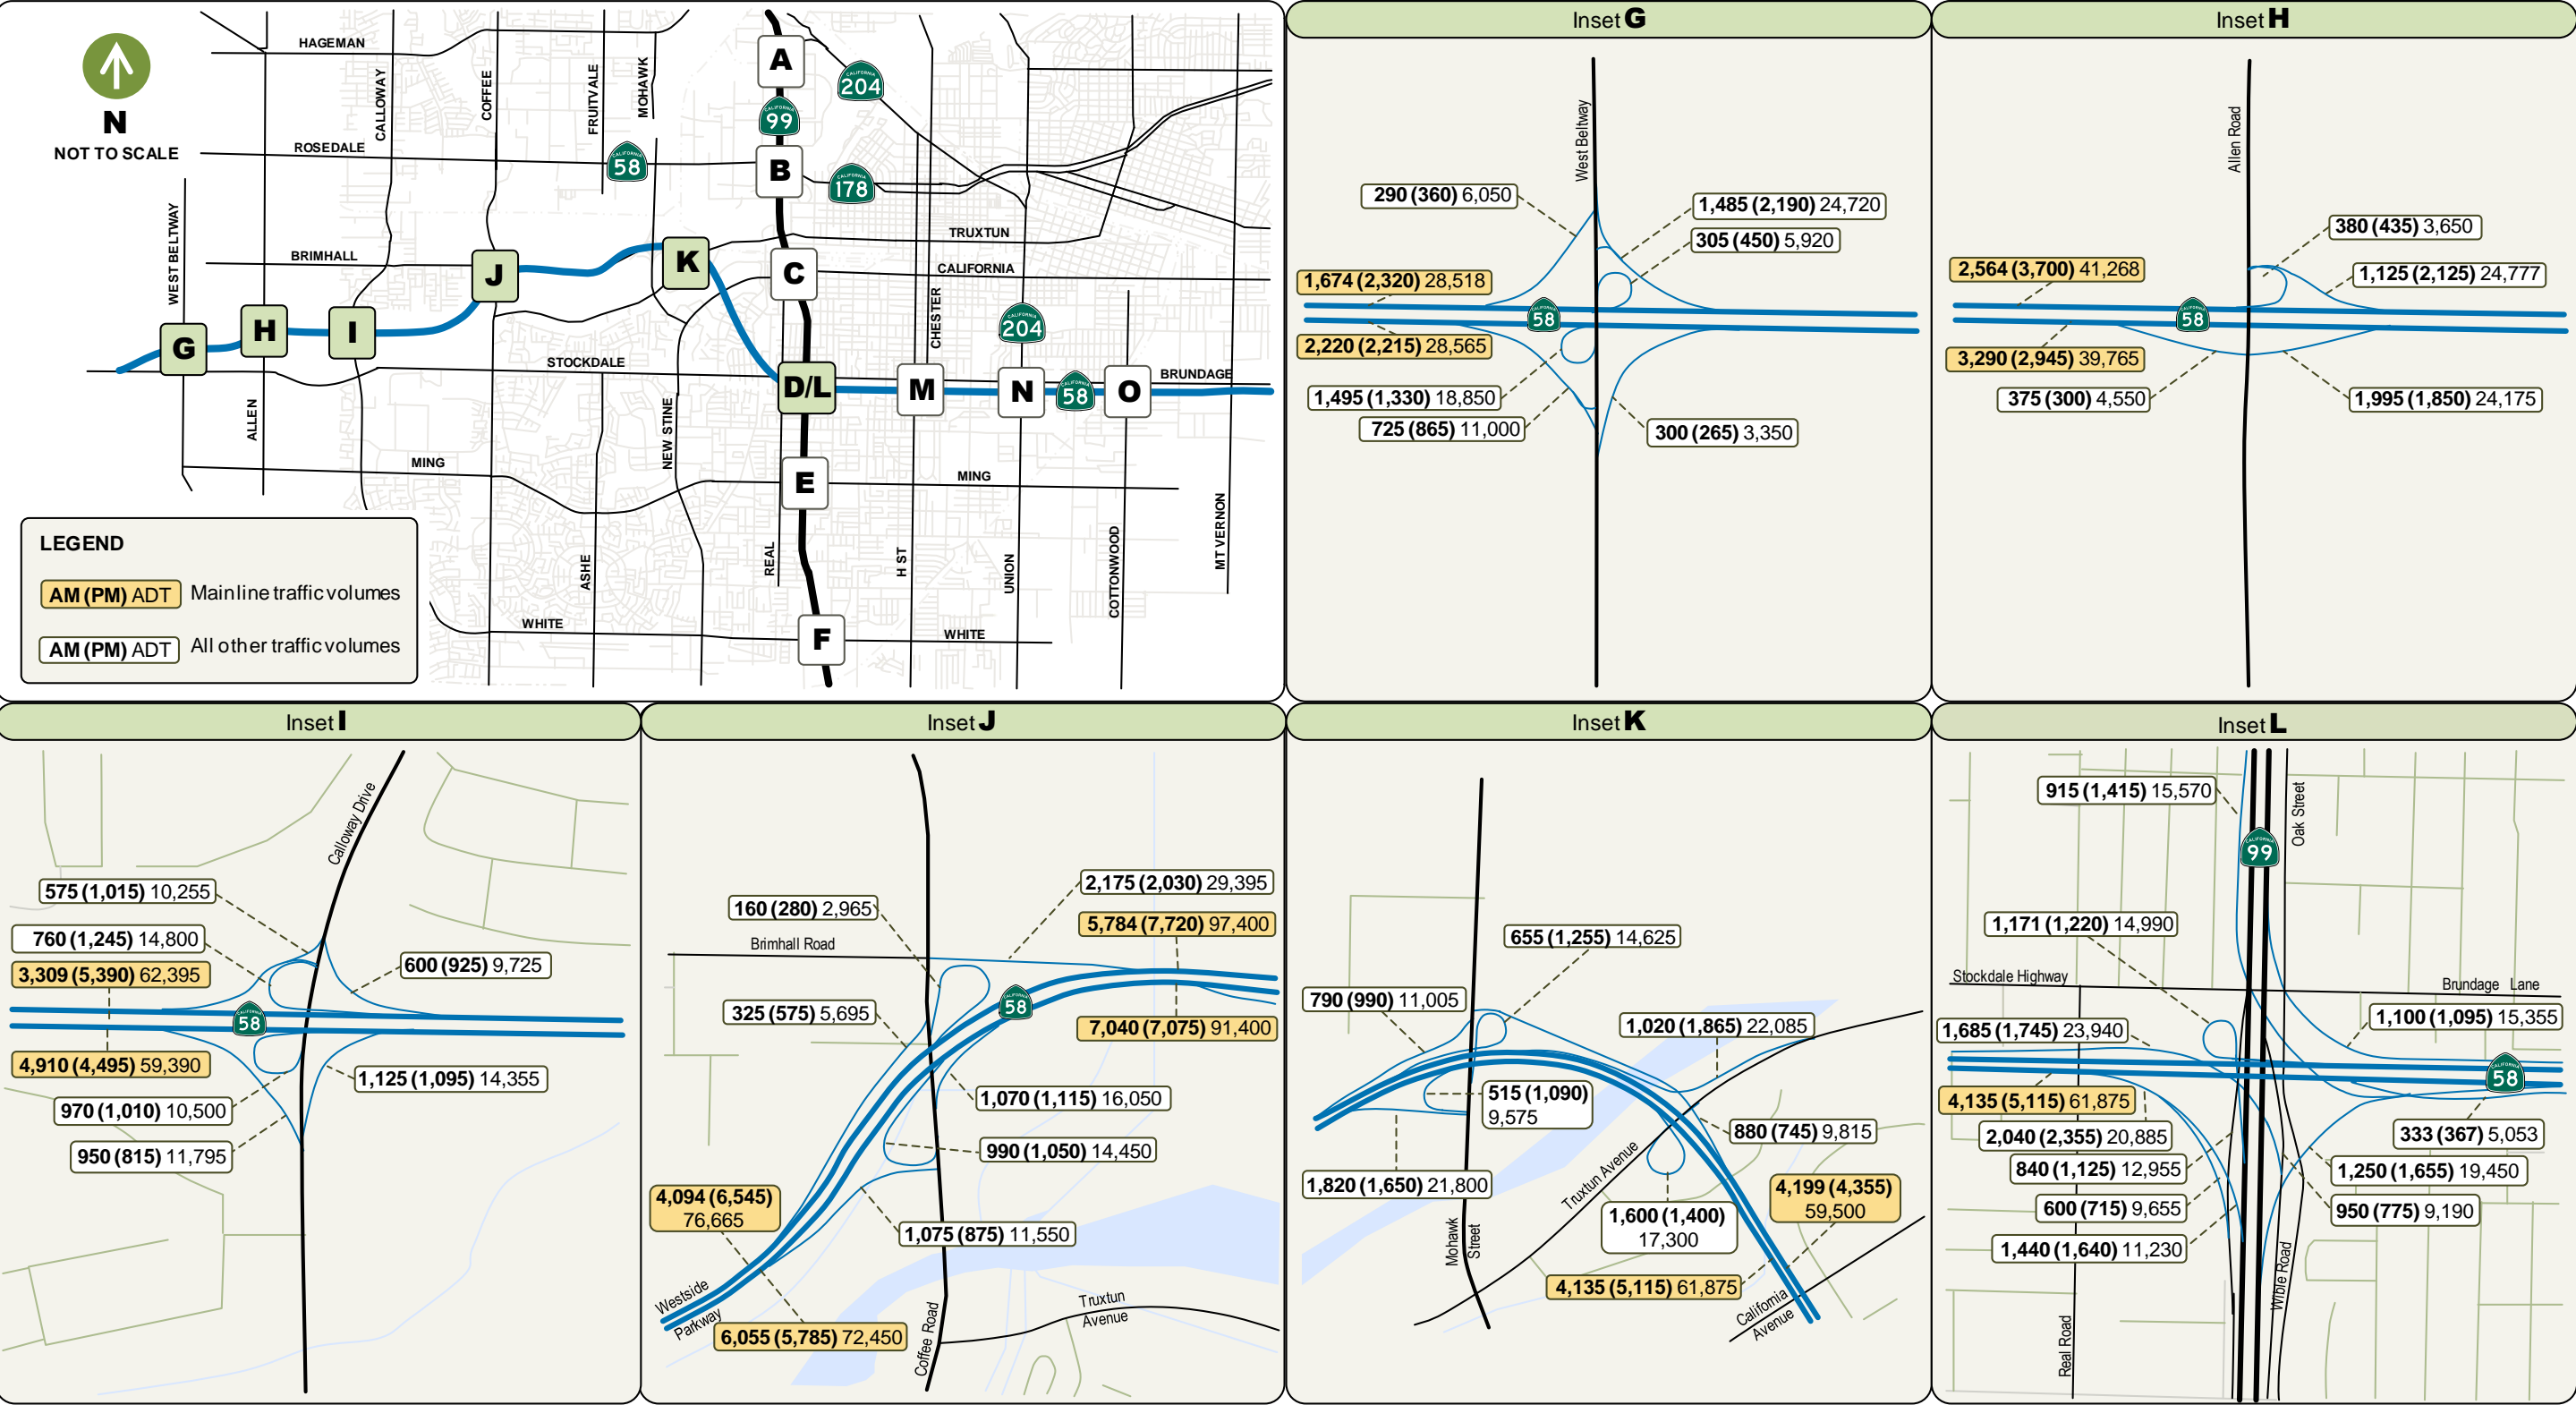 N
NOT TO SCALE
HAGEMAN
CALLOWAY
COFFEE
FRUITVALE
MOHAWK
A
CALIFORNIA
204
CALIFORNIA
99
ROSEDALE
CALIFORNIA
58
B
CALIFORNIA
178
WEST BELTWAY
BRIMHALL
TRUXTUN
J
K
C
CALIFORNIA
G
H
I
CHESTER
CALIFORNIA
204
STOCKDALE
D/L
M
N
CALIFORNIA
58
O
BRUNDAGE
ALLEN
NEW STINE
MING
E
MING
ASHE
REAL
H ST
UNION
COTTONWOOD
MT VERNON
WHITE
F
WHITE
LEGEND
AM (PM) ADT Mainline traffic volumes
AM (PM) ADT All other traffic volumes
Inset G
West Beltway
290 (360) 6,050
1,485 (2,190) 24,720
305 (450) 5,920
1,674 (2,320) 28,518
CALIFORNIA
58
2,220 (2,215) 28,565
1,495 (1,330) 18,850
725 (865) 11,000
300 (265) 3,350
Inset H
Allen Road
380 (435) 3,650
2,564 (3,700) 41,268
1,125 (2,125) 24,777
CALIFORNIA
58
3,290 (2,945) 39,765
375 (300) 4,550
1,995 (1,850) 24,175
Inset I
Calloway Drive
575 (1,015) 10,255
760 (1,245) 14,800
3,309 (5,390) 62,395
600 (925) 9,725
CALIFORNIA
58
4,910 (4,495) 59,390
1,125 (1,095) 14,355
970 (1,010) 10,500
950 (815) 11,795
Inset J
2,175 (2,030) 29,395
160 (280) 2,965
5,784 (7,720) 97,400
Brimhall Road
325 (575) 5,695
CALIFORNIA
58
7,040 (7,075) 91,400
1,070 (1,115) 16,050
990 (1,050) 14,450
4,094 (6,545)
76,665
1,075 (875) 11,550
Westside
Parkway
6,055 (5,785) 72,450
Coffee Road
Truxtun
Avenue
Inset K
655 (1,255) 14,625
790 (990) 11,005
1,020 (1,865) 22,085
515 (1,090)
9,575
880 (745) 9,815
1,820 (1,650) 21,800
Truxtun Avenue
4,199 (4,355)
59,500
1,600 (1,400)
17,300
Mohawk
Street
4,135 (5,115) 61,875
California
Avenue
Inset L
915 (1,415) 15,570
CALIFORNIA
99
Oak Street
1,171 (1,220) 14,990
Stockdale Highway
Brundage Lane
1,685 (1,745) 23,940
1,100 (1,095) 15,355
CALIFORNIA
58
4,135 (5,115) 61,875
2,040 (2,355) 20,885
333 (367) 5,053
840 (1,125) 12,955
1,250 (1,655) 19,450
600 (715) 9,655
950 (775) 9,190
1,440 (1,640) 11,230
Wible Road
Real Road